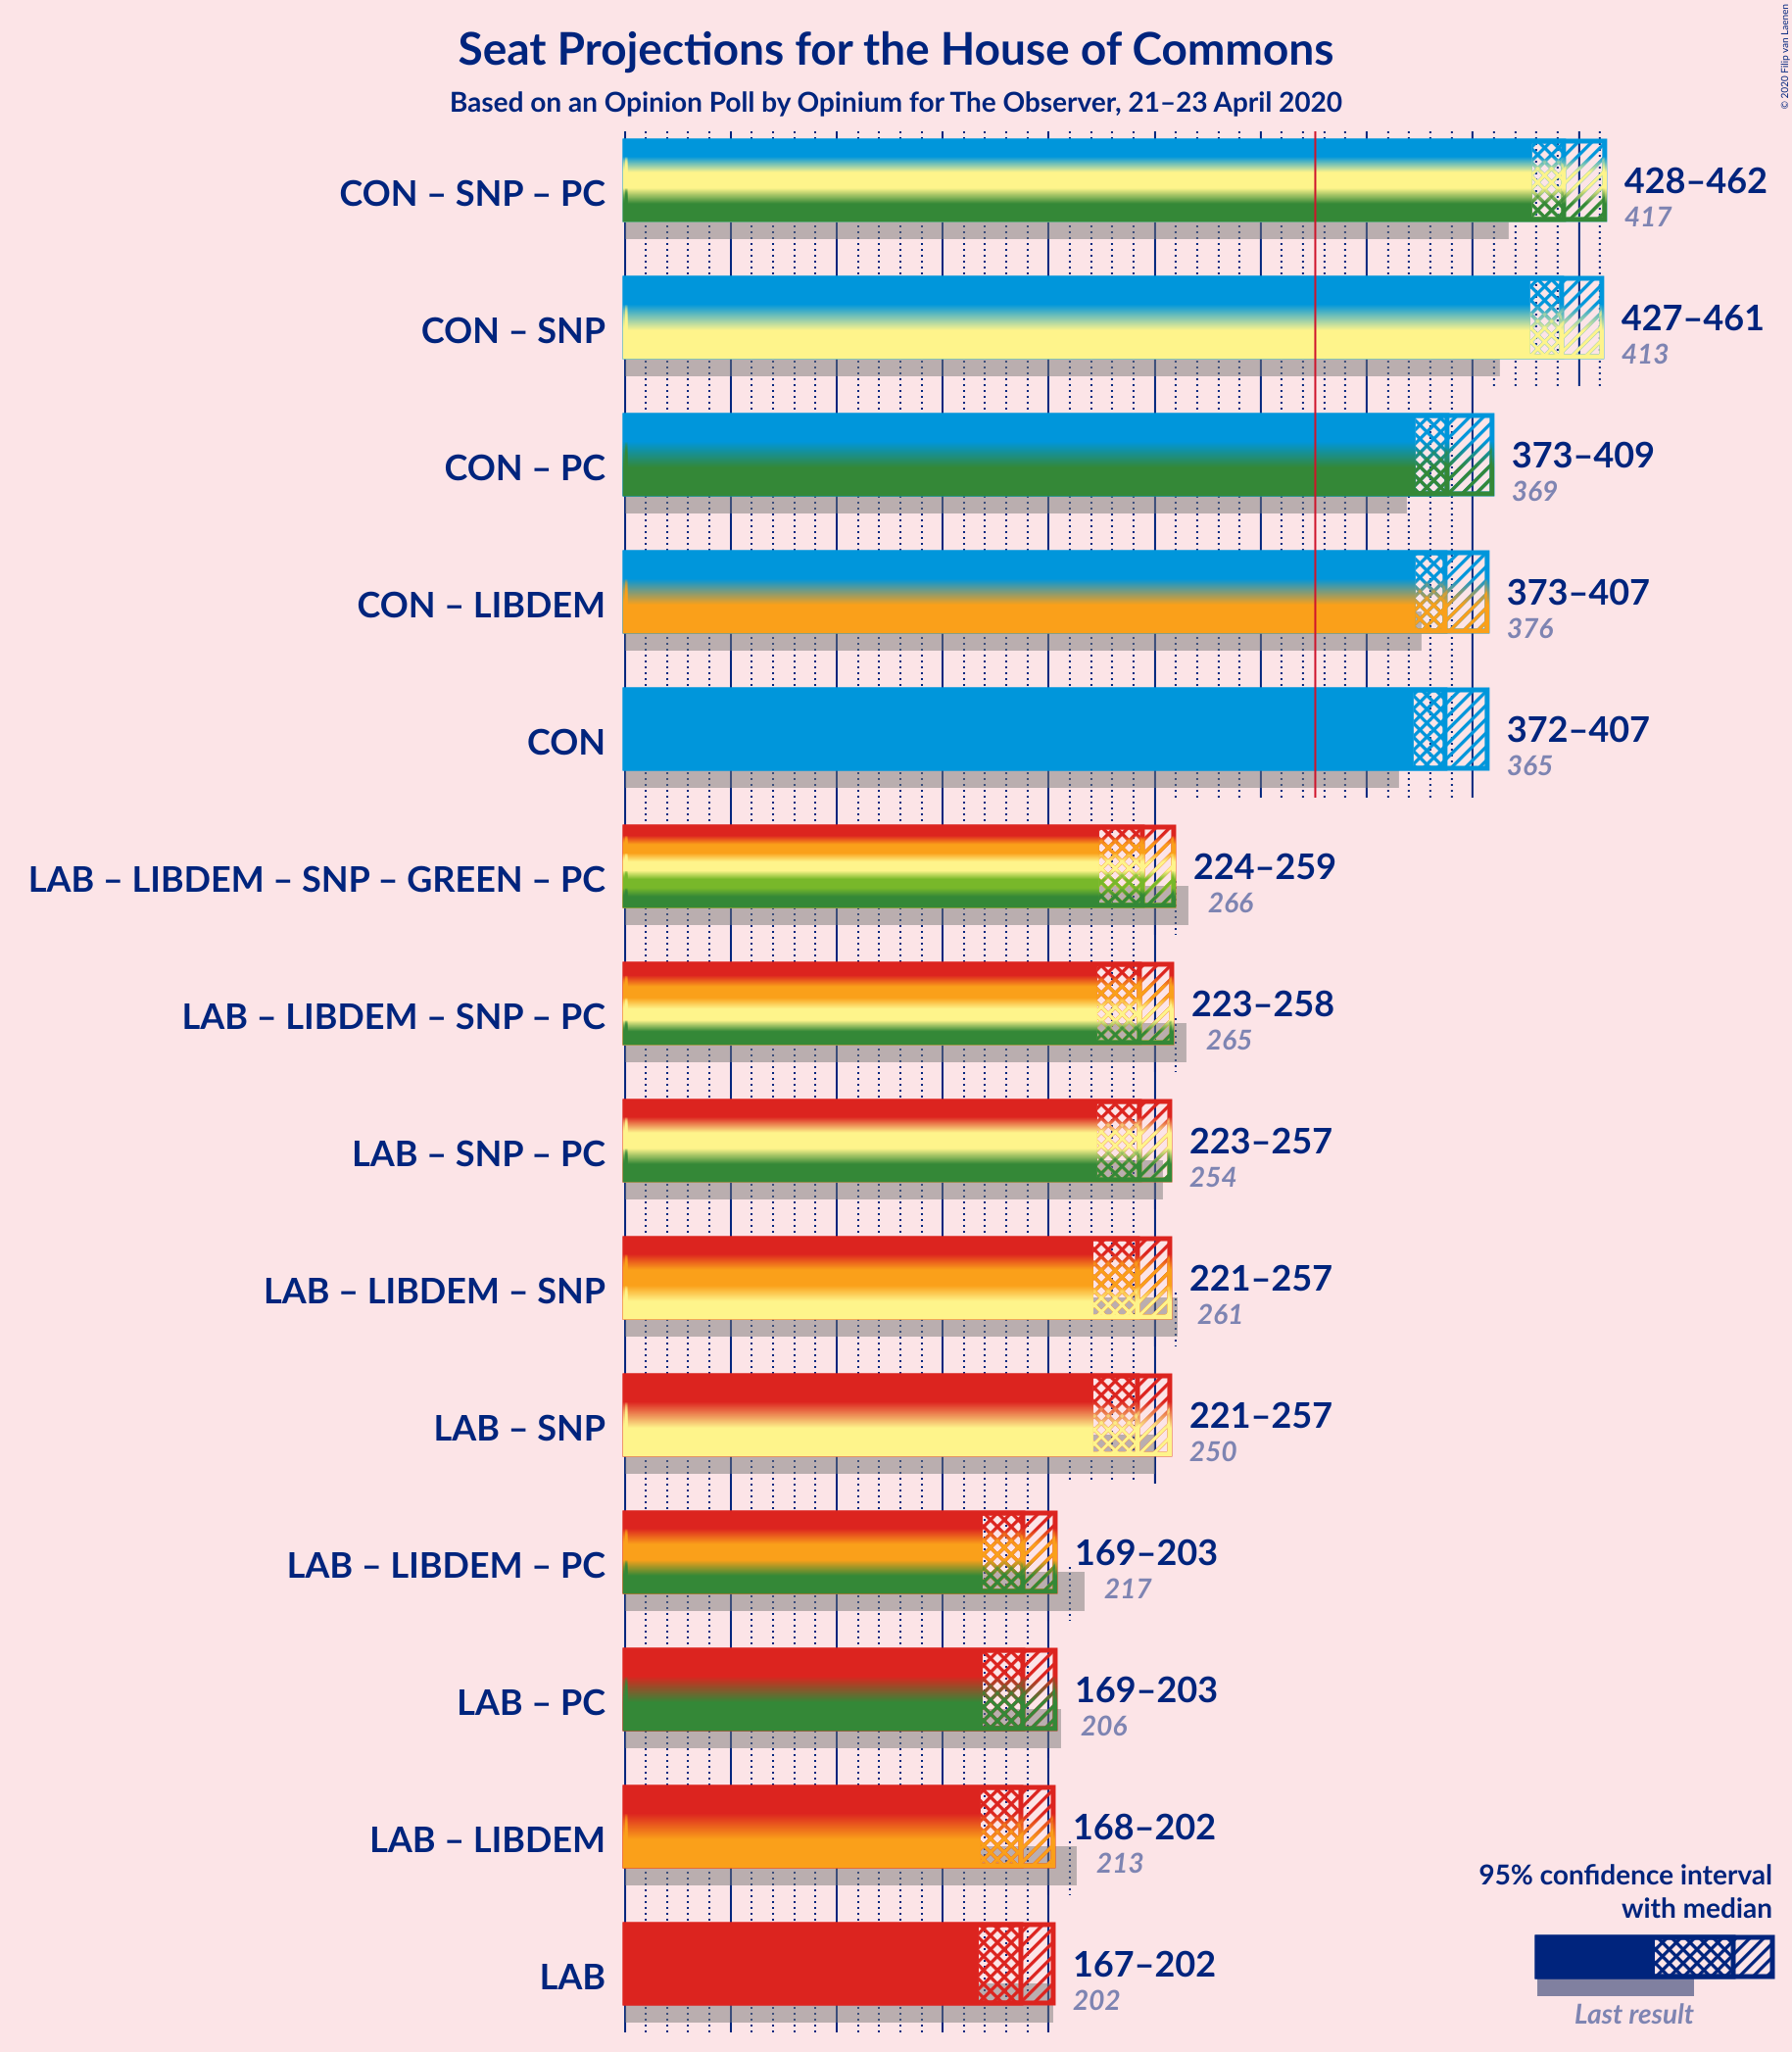 Seat Projections for the House of Commons
Based on an Opinion Poll by Opinium for The Observer, 21–23 April 2020
© 2020 Filip van Laenen
CON – SNP – PC
428–462
417
CON – SNP
427–461
413
CON – PC
373–409
369
CON – LIBDEM
373–407
376
CON
372–407
365
LAB – LIBDEM – SNP – GREEN – PC
224–259
266
LAB – LIBDEM – SNP – PC
223–258
265
LAB – SNP – PC
223–257
254
LAB – LIBDEM – SNP
221–257
261
LAB – SNP
221–257
250
LAB – LIBDEM – PC
169–203
217
LAB – PC
169–203
206
LAB – LIBDEM
168–202
213
LAB
167–202
202
95% confidence interval
with median
Last result